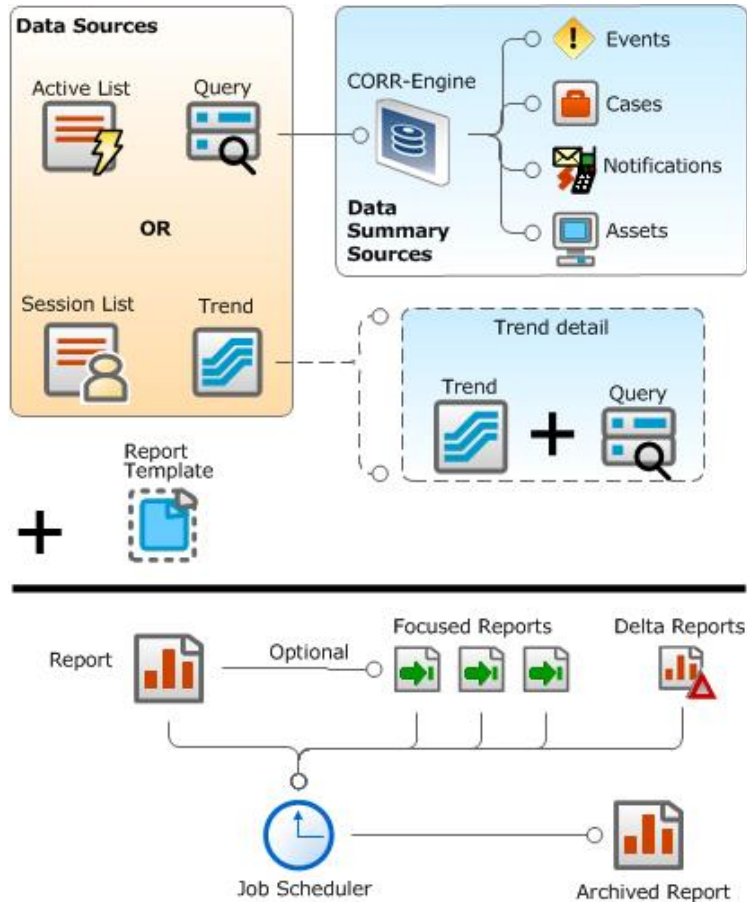 Data Sources
Active List
Query
OR
Session List
Trend
CORR-Engine
Data
Summary
Sources
Events
Cases
Notifications
Assets
Trend detail
Trend
Query
Report
Template
Report
Optional
Focused Reports
Delta Reports
Job Scheduler
Archived Report